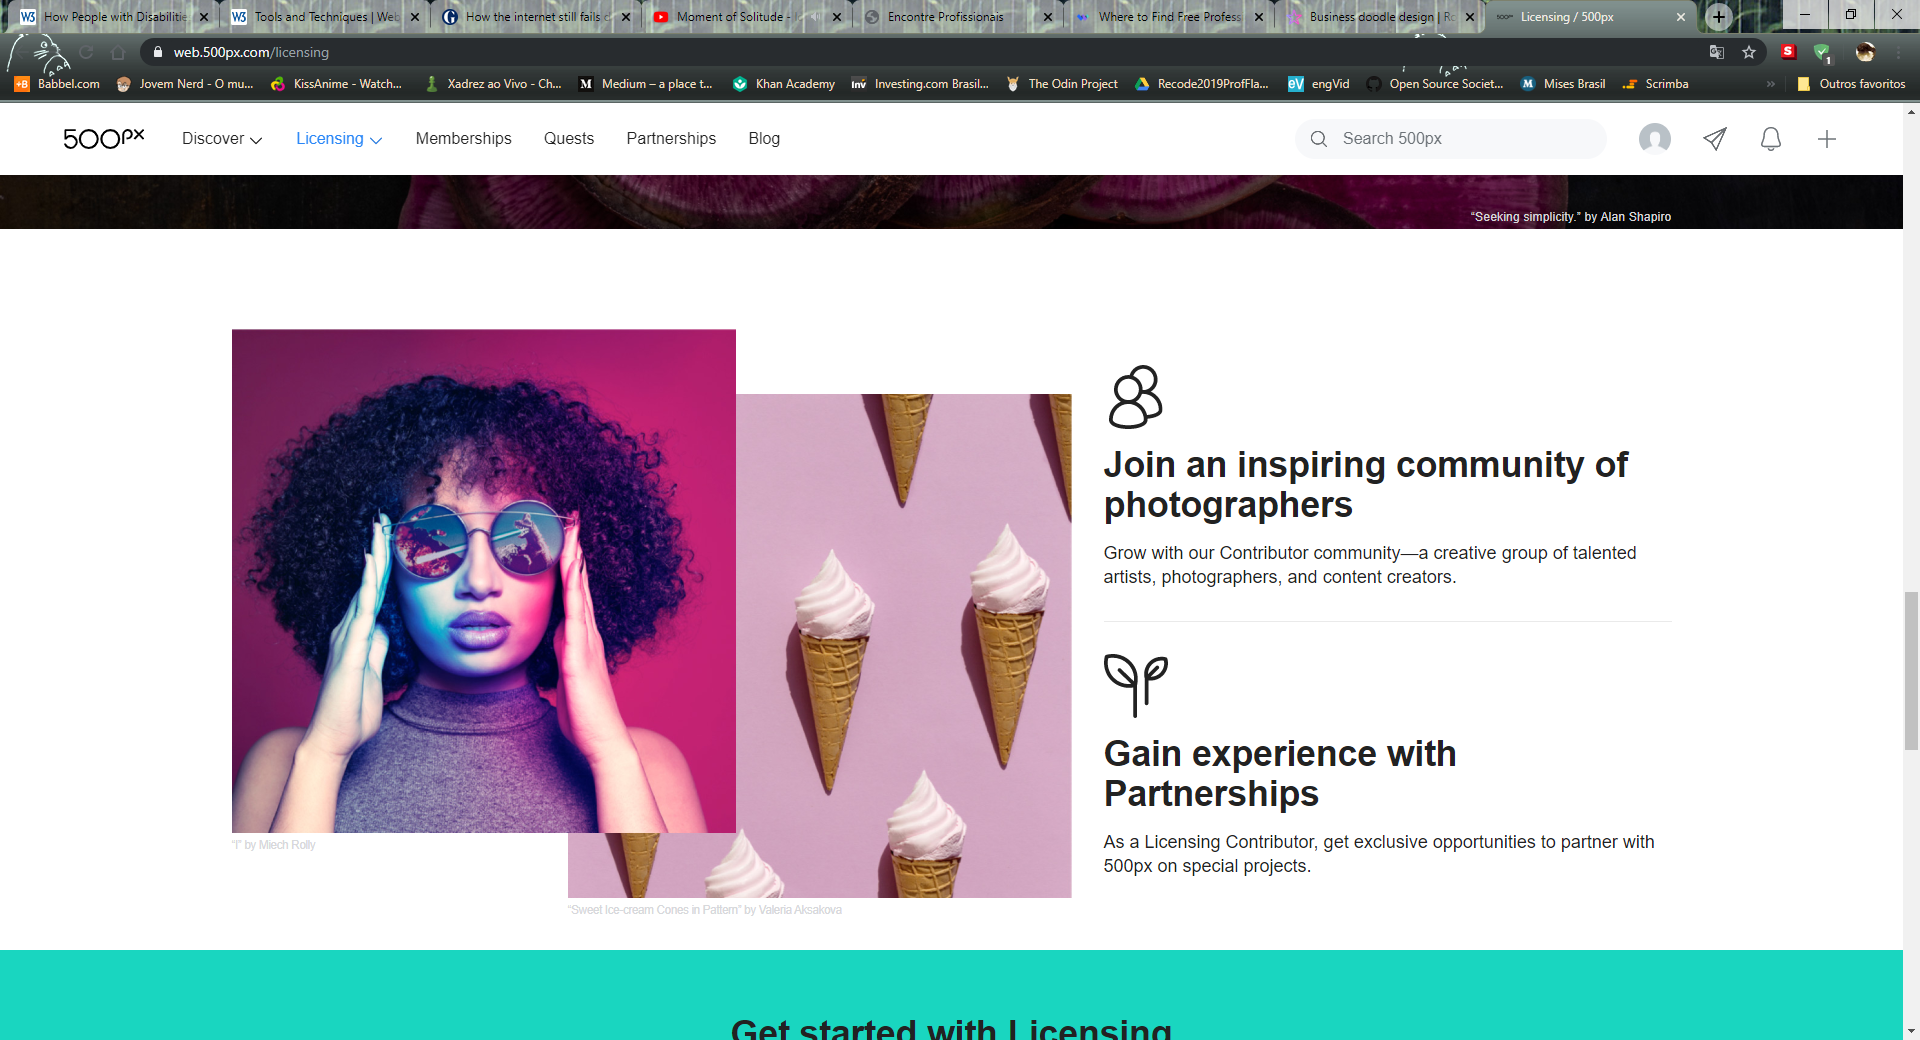 How People with Disabilitie
Tools and Techniques | Web
How the internet still fails d
Moment of Solitude -
Encontre Profissionais
Where to Find Free Profess
Business doodle design | Ro
Licensing / 500px
web.500px.com/licensing
Babbel.com
Jovem Nerd - O mu...
KissAnime - Watch...
Xadrez ao Vivo - Ch...
Medium – a place t...
Khan Academy
Investing.com Brasil...
The Odin Project
Recode2019ProfFla...
engVid
Open Source Societ...
Mises Brasil
Scrimba
Outros favoritos
500px
Discover
Licensing
Memberships
Quests
Partnerships
Blog
Search 500px
“Seeking simplicity.” by Alan Shapiro
Join an inspiring community of
photographers
Grow with our Contributor community—a creative group of talented
artists, photographers, and content creators.
Gain experience with
Partnerships
As a Licensing Contributor, get exclusive opportunities to partner with
500px on special projects.
“I” by Miech Rolly
“Sweet Ice-cream Cones in Pattern” by Valeria Aksakova
Get started with Licensing